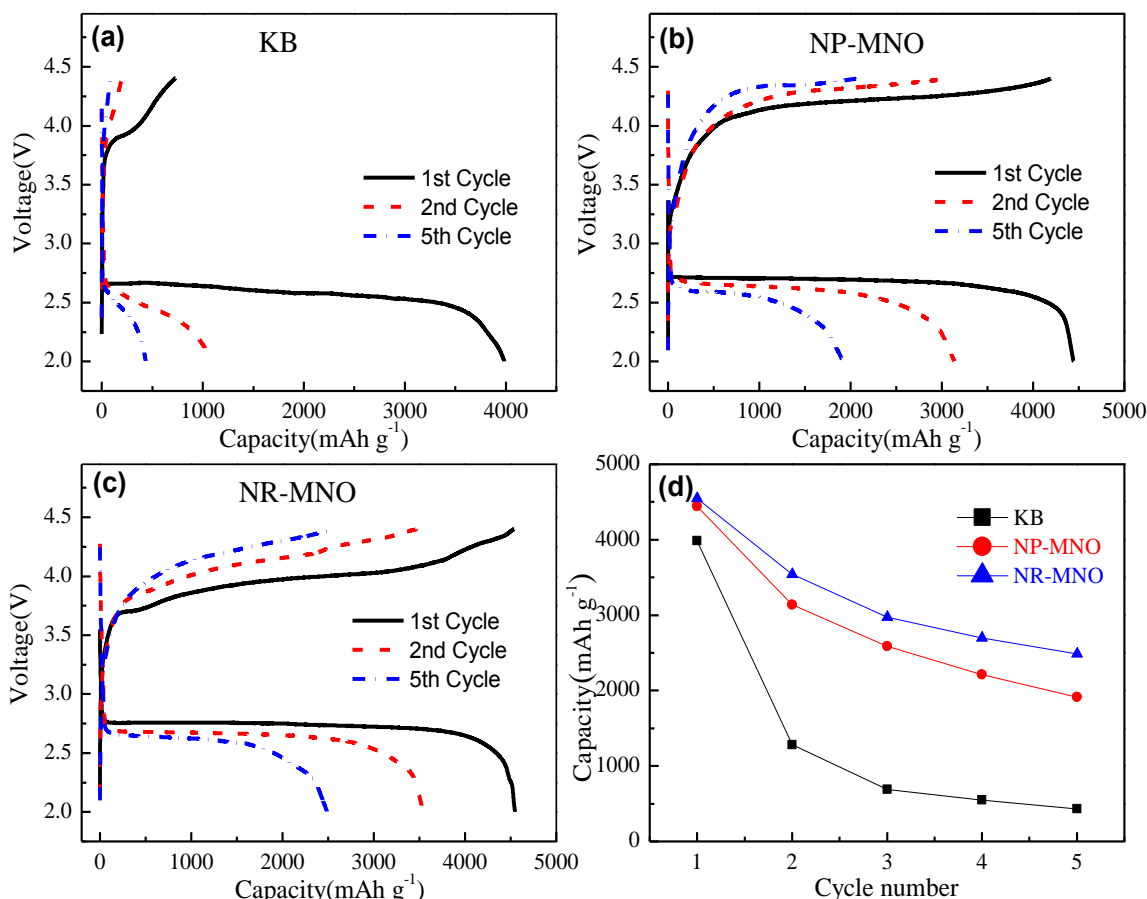 (a)
KB
4.5
4.0
3.5
3.0
2.5
2.0
Voltage(V)
1st Cycle
2nd Cycle
5th Cycle
0 1000 2000 3000 4000
Capacity(mAh g-1)
(b)
NP-MNO
4.5
4.0
3.5
3.0
2.5
2.0
Voltage(V)
1st Cycle
2nd Cycle
5th Cycle
0 1000 2000 3000 4000 5000
Capacity(mAh g-1)
(c)
NR-MNO
4.5
4.0
3.5
3.0
2.5
2.0
Voltage(V)
1st Cycle
2nd Cycle
5th Cycle
0 1000 2000 3000 4000 5000
Capacity(mAh g-1)
(d)
5000
4000
3000
2000
1000
0
Capacity(mAh g-1)
KB
NP-MNO
NR-MNO
1 2 3 4 5
Cycle number